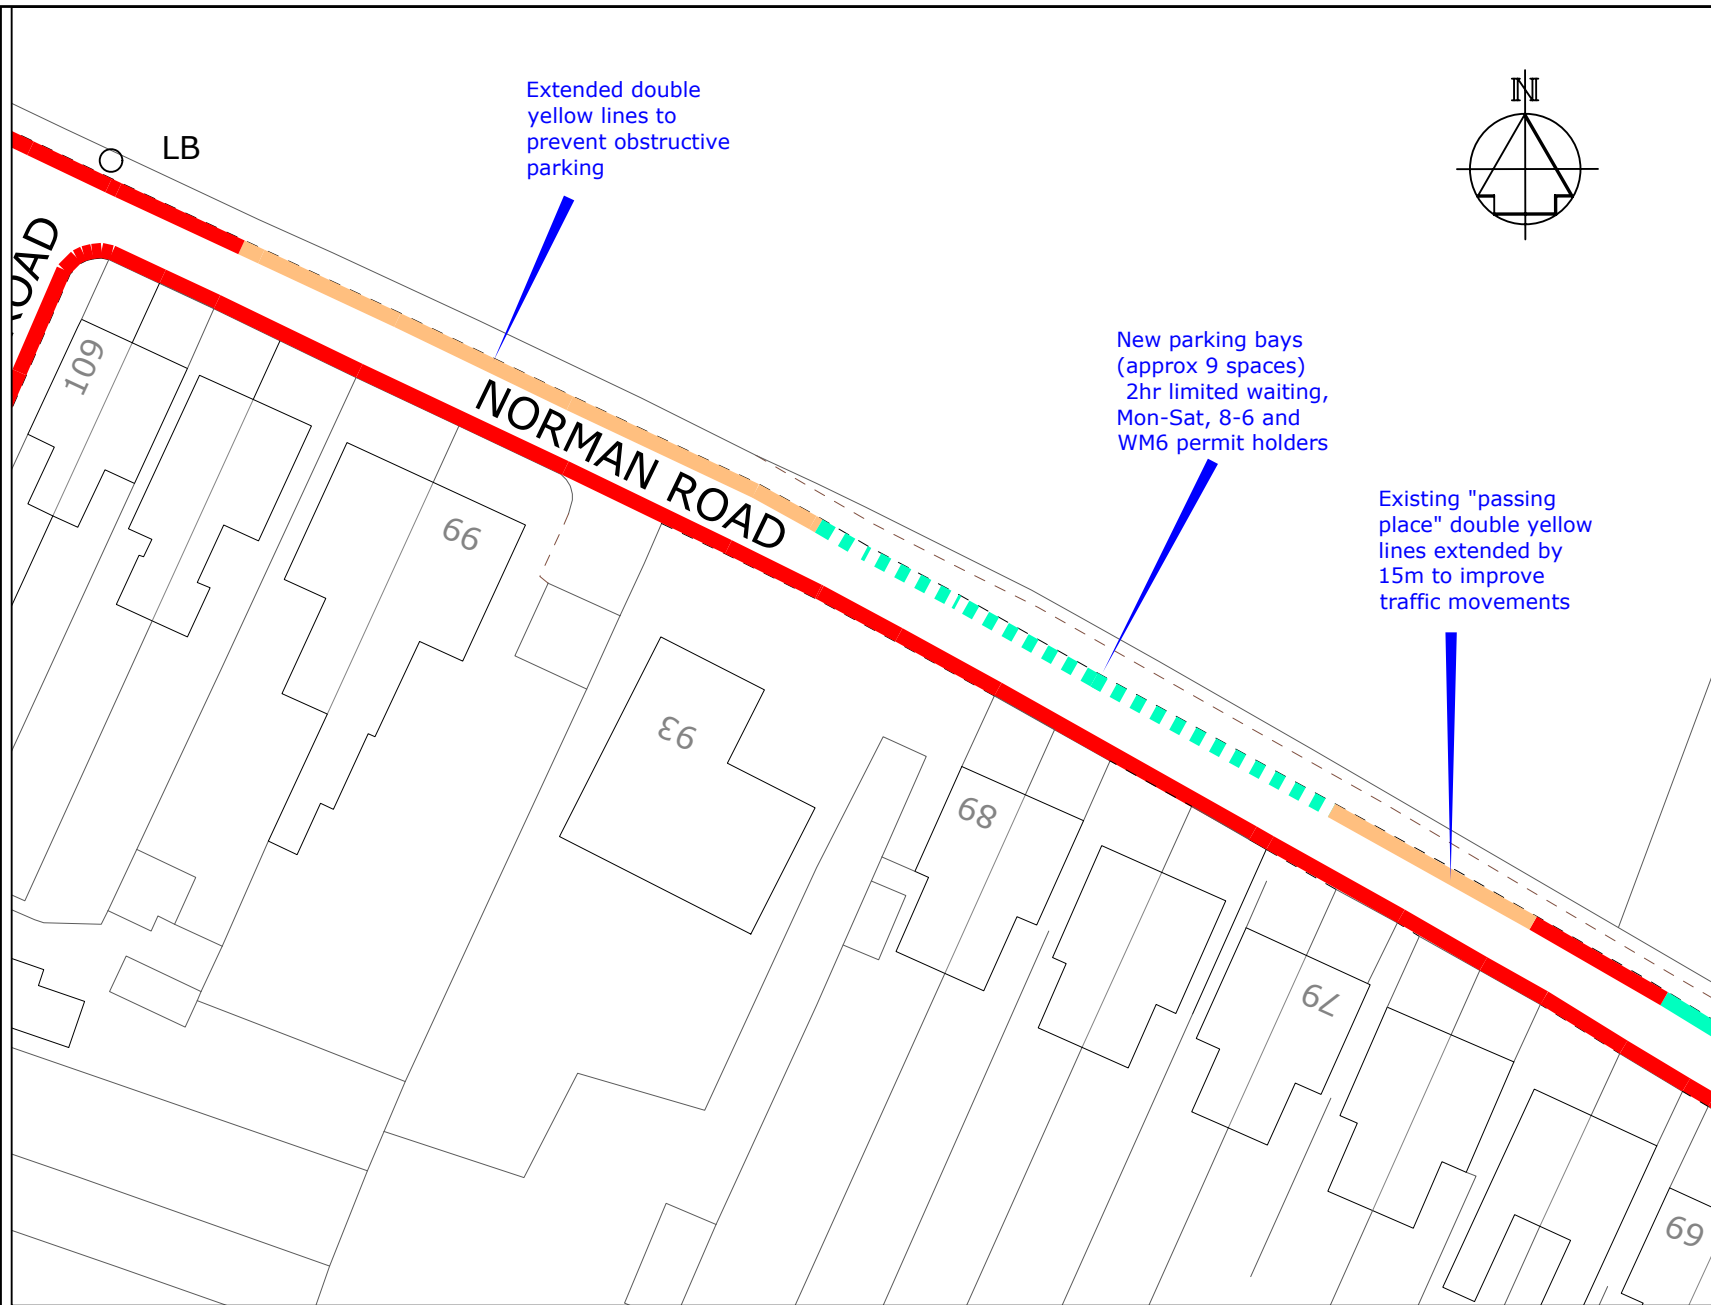 Extended double
yellow lines to
prevent obstructive
parking
N
LB
ROAD
New parking bays
(approx 9 spaces)
2hr limited waiting,
Mon-Sat, 8-6 and
WM6 permit holders
109
NORMAN ROAD
Existing "passing
place" double yellow
lines extended by
15m to improve
traffic movements
99
93
89
79
69